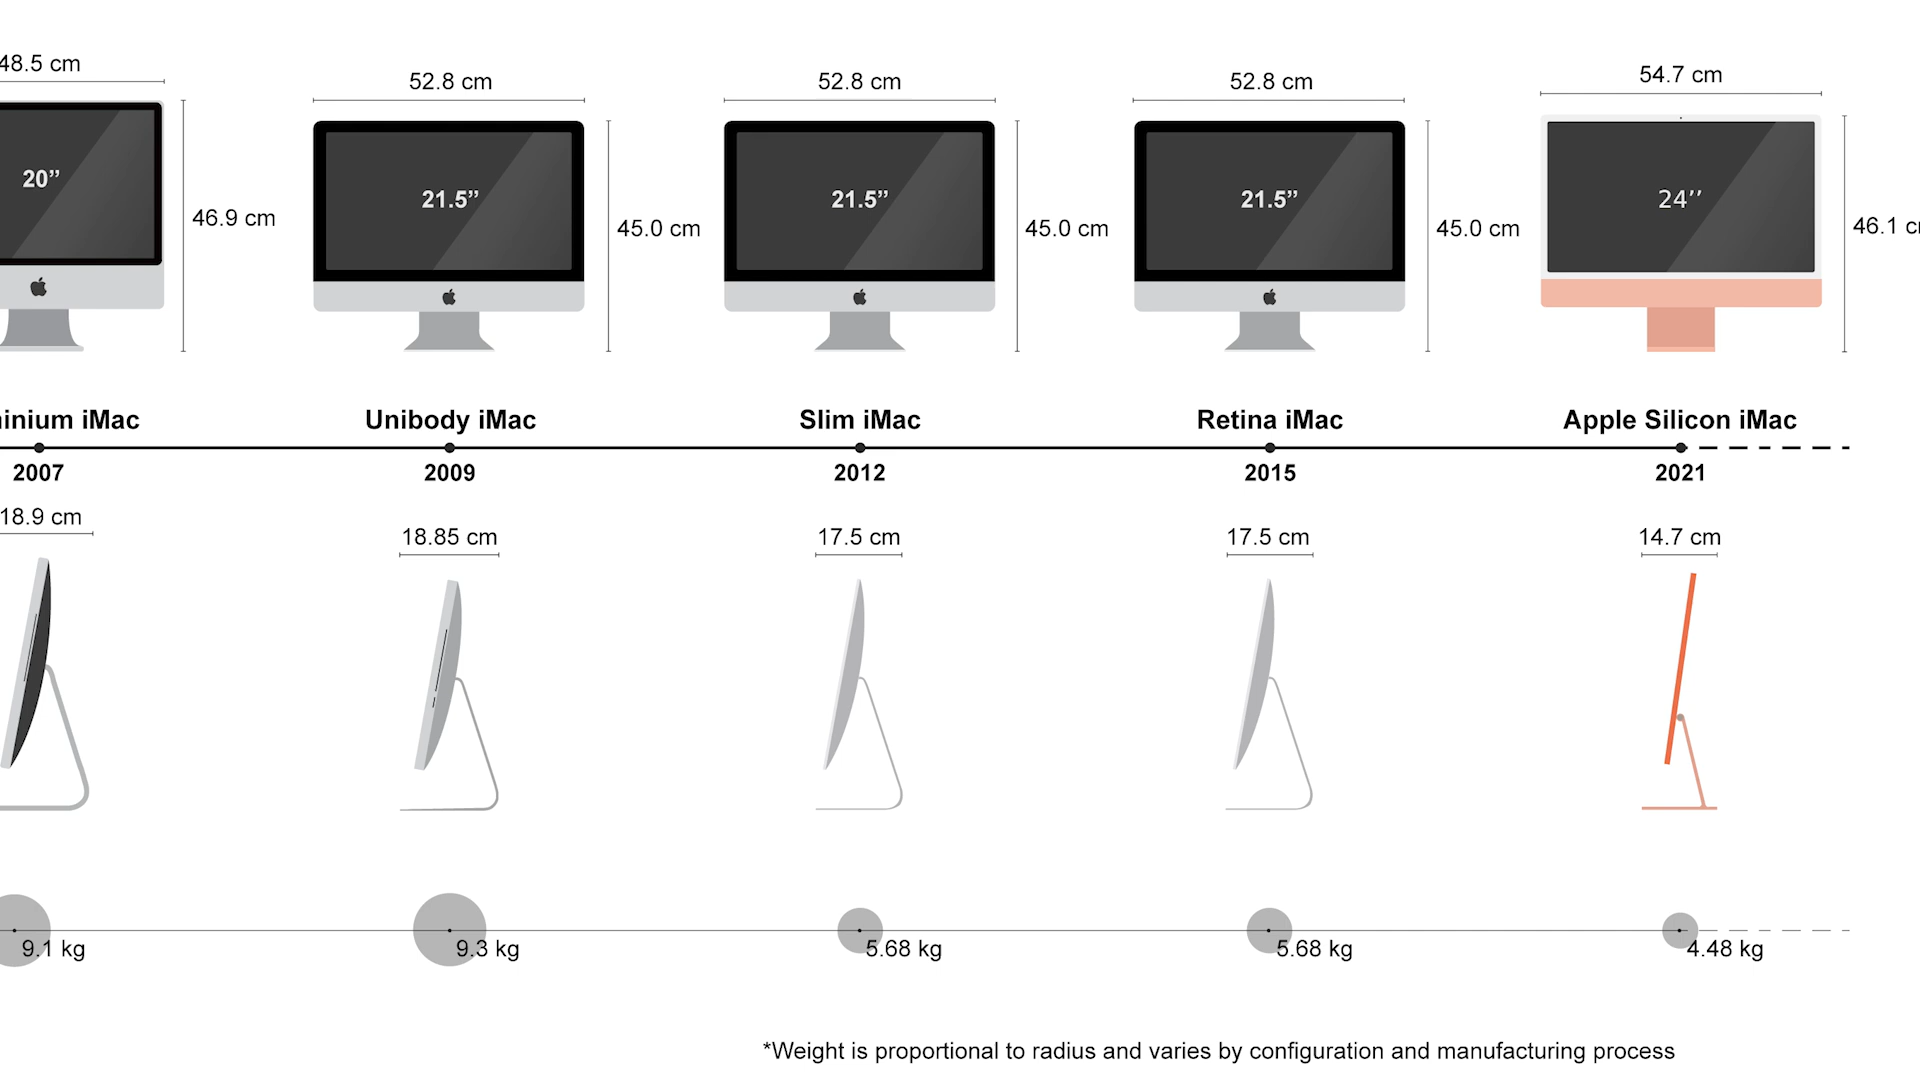 48.5 cm
52.8 cm
52.8 cm
52.8 cm
54.7 cm
20”
21.5”
21.5”
21.5”
24’’
46.9 cm
45.0 cm
45.0 cm
45.0 cm
46.1 c
inium iMac
Unibody iMac
Slim iMac
Retina iMac
Apple Silicon iMac
2007
2009
2012
2015
2021
18.9 cm
18.85 cm
17.5 cm
17.5 cm
14.7 cm
9.1 kg
9.3 kg
5.68 kg
5.68 kg
4.48 kg
*Weight is proportional to radius and varies by configuration and manufacturing process